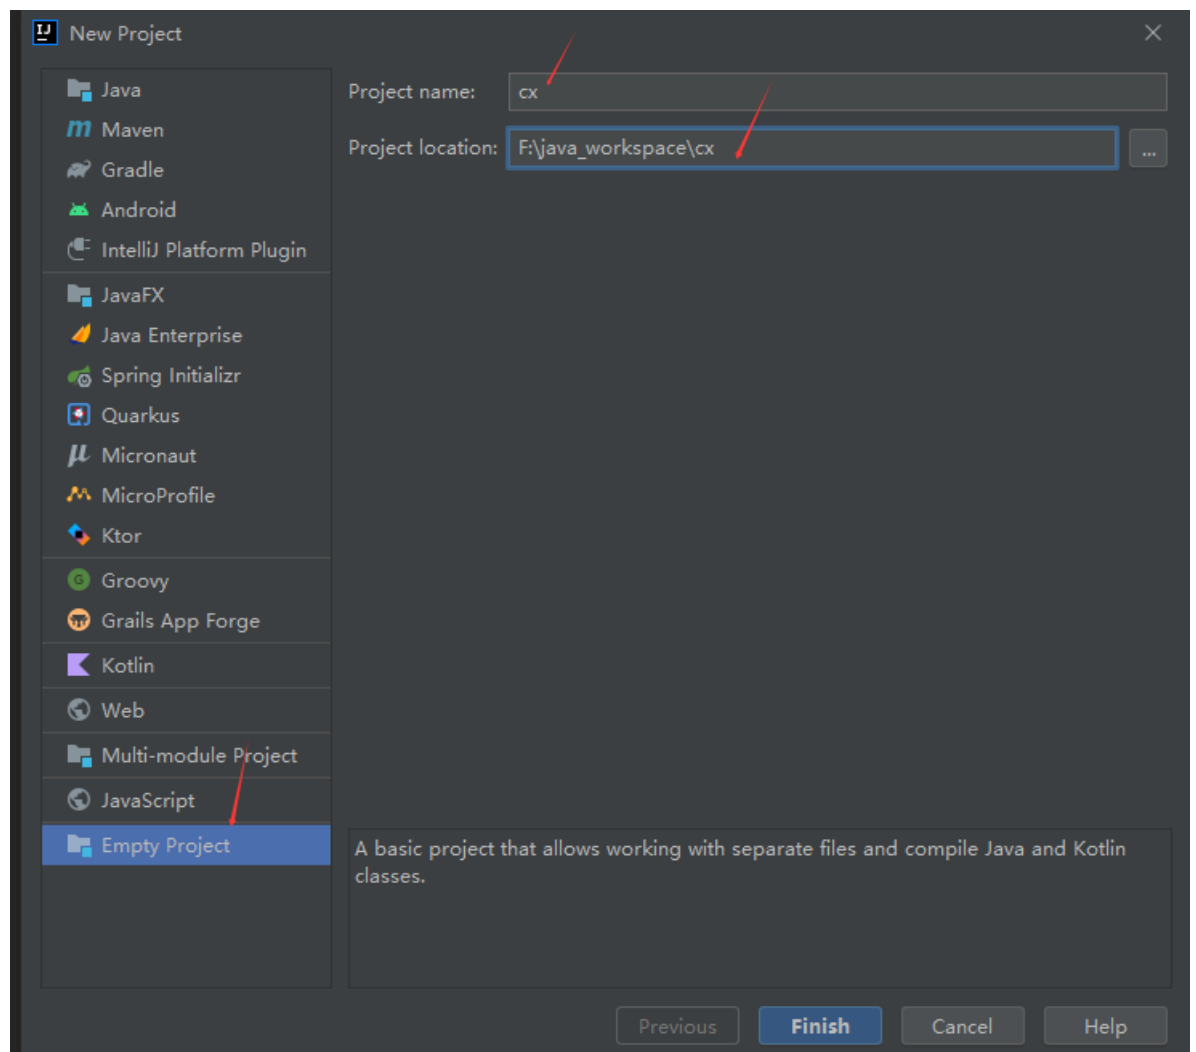 New Project
Java
Maven
Gradle
Android
IntelliJ Platform Plugin
JavaFX
Java Enterprise
Spring Initializr
Quarkus
Micronaut
MicroProfile
Ktor
Groovy
Grails App Forge
Kotlin
Web
Multi-module Project
JavaScript
Empty Project
Project name: cx
Project location: F:\java_workspace\cx ...
A basic project that allows working with separate files and compile Java and Kotlin
classes.
Previous Finish Cancel Help